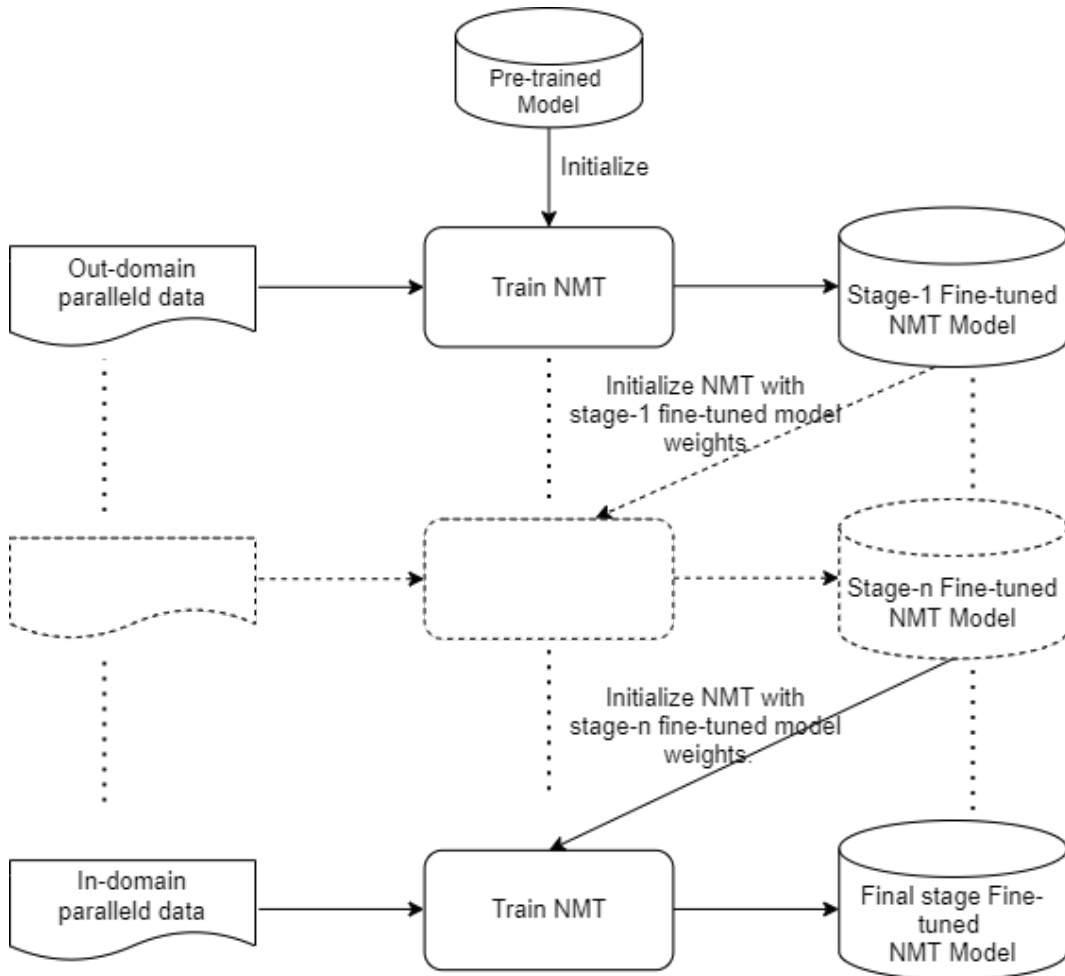 Pre-trained
Model
Initialize
Out-domain
paralleld data
Train NMT
Stage-1 Fine-tuned
NMT Model
Initialize NMT with
stage-1 fine-tuned model
weights.
Stage-n Fine-tuned
NMT Model
Initialize NMT with
stage-n fine-tuned model
weights.
In-domain
paralleld data
Train NMT
Final stage Fine-
tuned
NMT Model